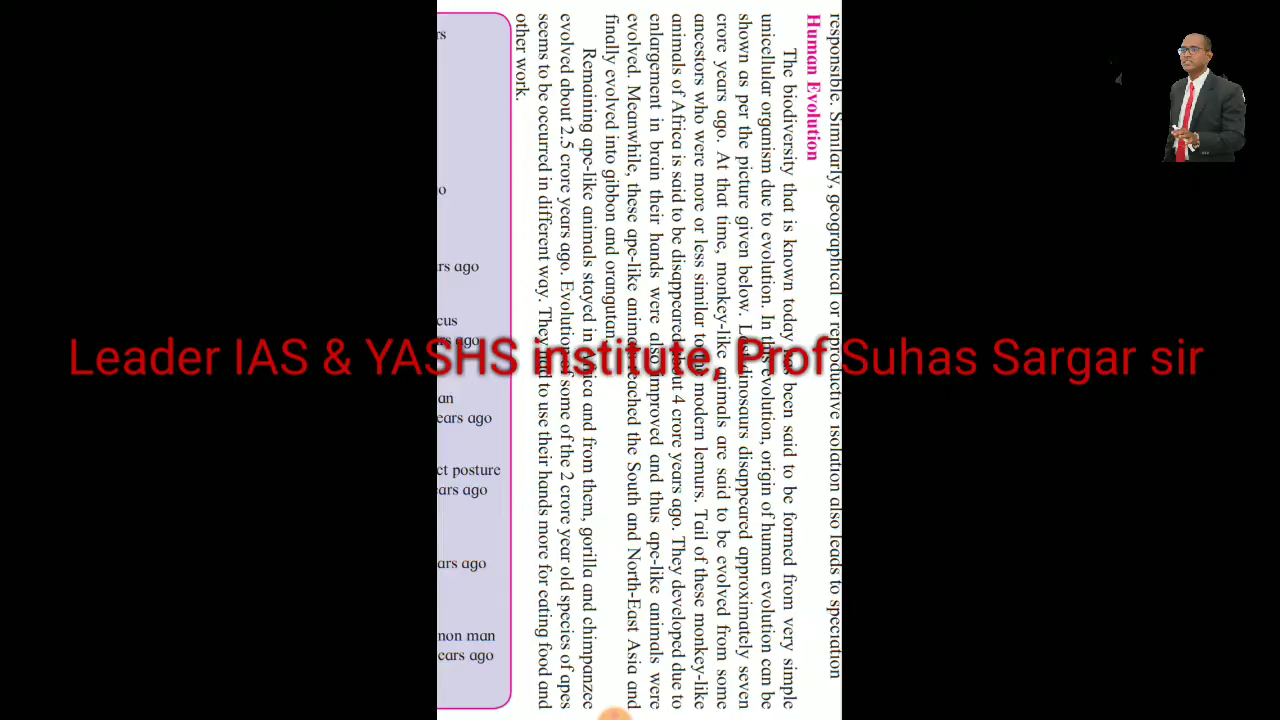 responsible. Similarly, geographical or reproductive isolation also leads to speciation
Human Evolution
The biodiversity that is known today has been said to be formed from very simple
unicellular organism due to evolution. In this evolution, origin of human evolution can be
shown as per the picture given below. Last dinosaurs disappeared approximately seven
crore years ago. At that time, monkey-like animals are said to be evolved from some
ancestors who were more or less similar to the modern lemurs. Tail of these monkey-like
animals of Africa is said to be disappeared about 4 crore years ago. They developed due to
enlargement in brain their hands were also improved and thus ape-like animals were
evolved. Meanwhile, these ape-like animals reached the South and North-East Asia and
finally evolved into gibbon and orangutan.
Remaining ape-like animals stayed in Africa and from them, gorilla and chimpanzee
evolved about 2.5 crore years ago. Evolution of some of the 2 crore year old species of apes
seems to be occurred in different way. They had to use their hands more for eating food and
other work.
rs
o
rs ago
cus
rs ago
an
ears ago
ct posture
ears ago
ars ago
non man
ears ago
Leader IAS & YASHS institute, Prof Suhas Sargar sir